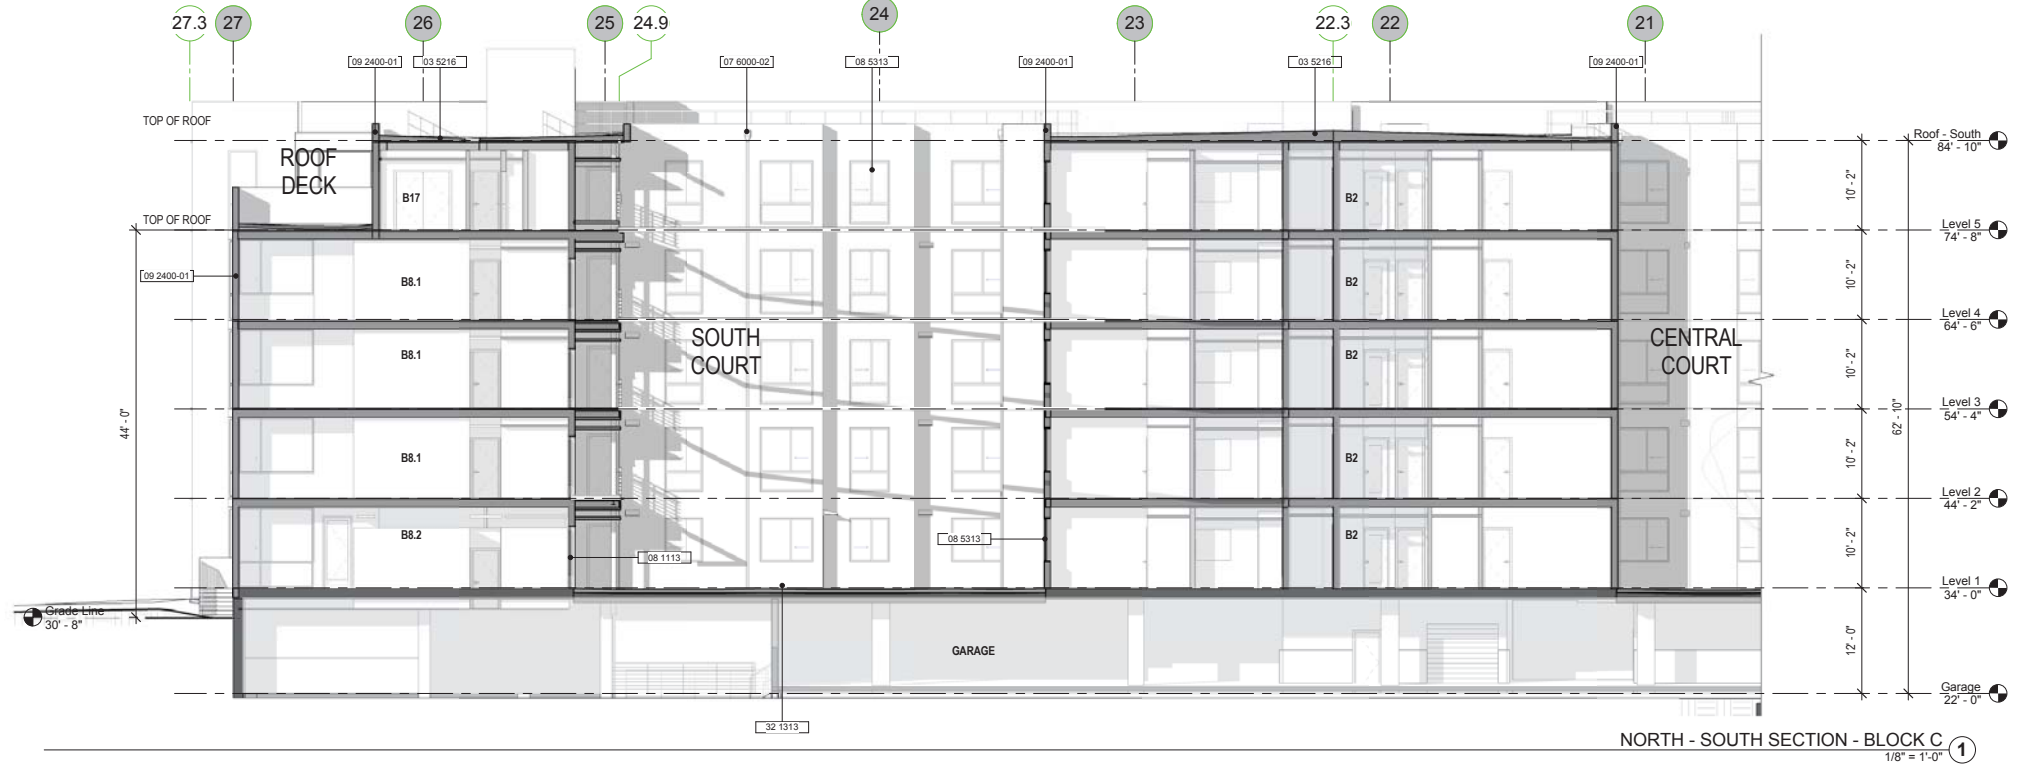 27.3
27
26
25
24.9
24
23
22.3
22
21
09 2400-01
03 5216
07 6000-02
08 5313
09 2400-01
03 5216
09 2400-01
TOP OF ROOF
ROOF
DECK
B17
B2
Roof - South
84' - 10"
10' - 2"
TOP OF ROOF
Level 5
74' - 8"
09 2400-01
B8.1
B2
10' - 2"
Level 4
64' - 6"
SOUTH
COURT
B8.1
B2
CENTRAL
COURT
10' - 2"
Level 3
54' - 4"
44' - 0"
62' - 10"
B8.1
B2
10' - 2"
Level 2
44' - 2"
B8.2
08 1113
08 5313
B2
10' - 2"
Level 1
34' - 0"
Grade Line
30' - 8"
GARAGE
12' - 0"
Garage
22' - 0"
32 1313
NORTH - SOUTH SECTION - BLOCK C
1/8" = 1'-0"
1